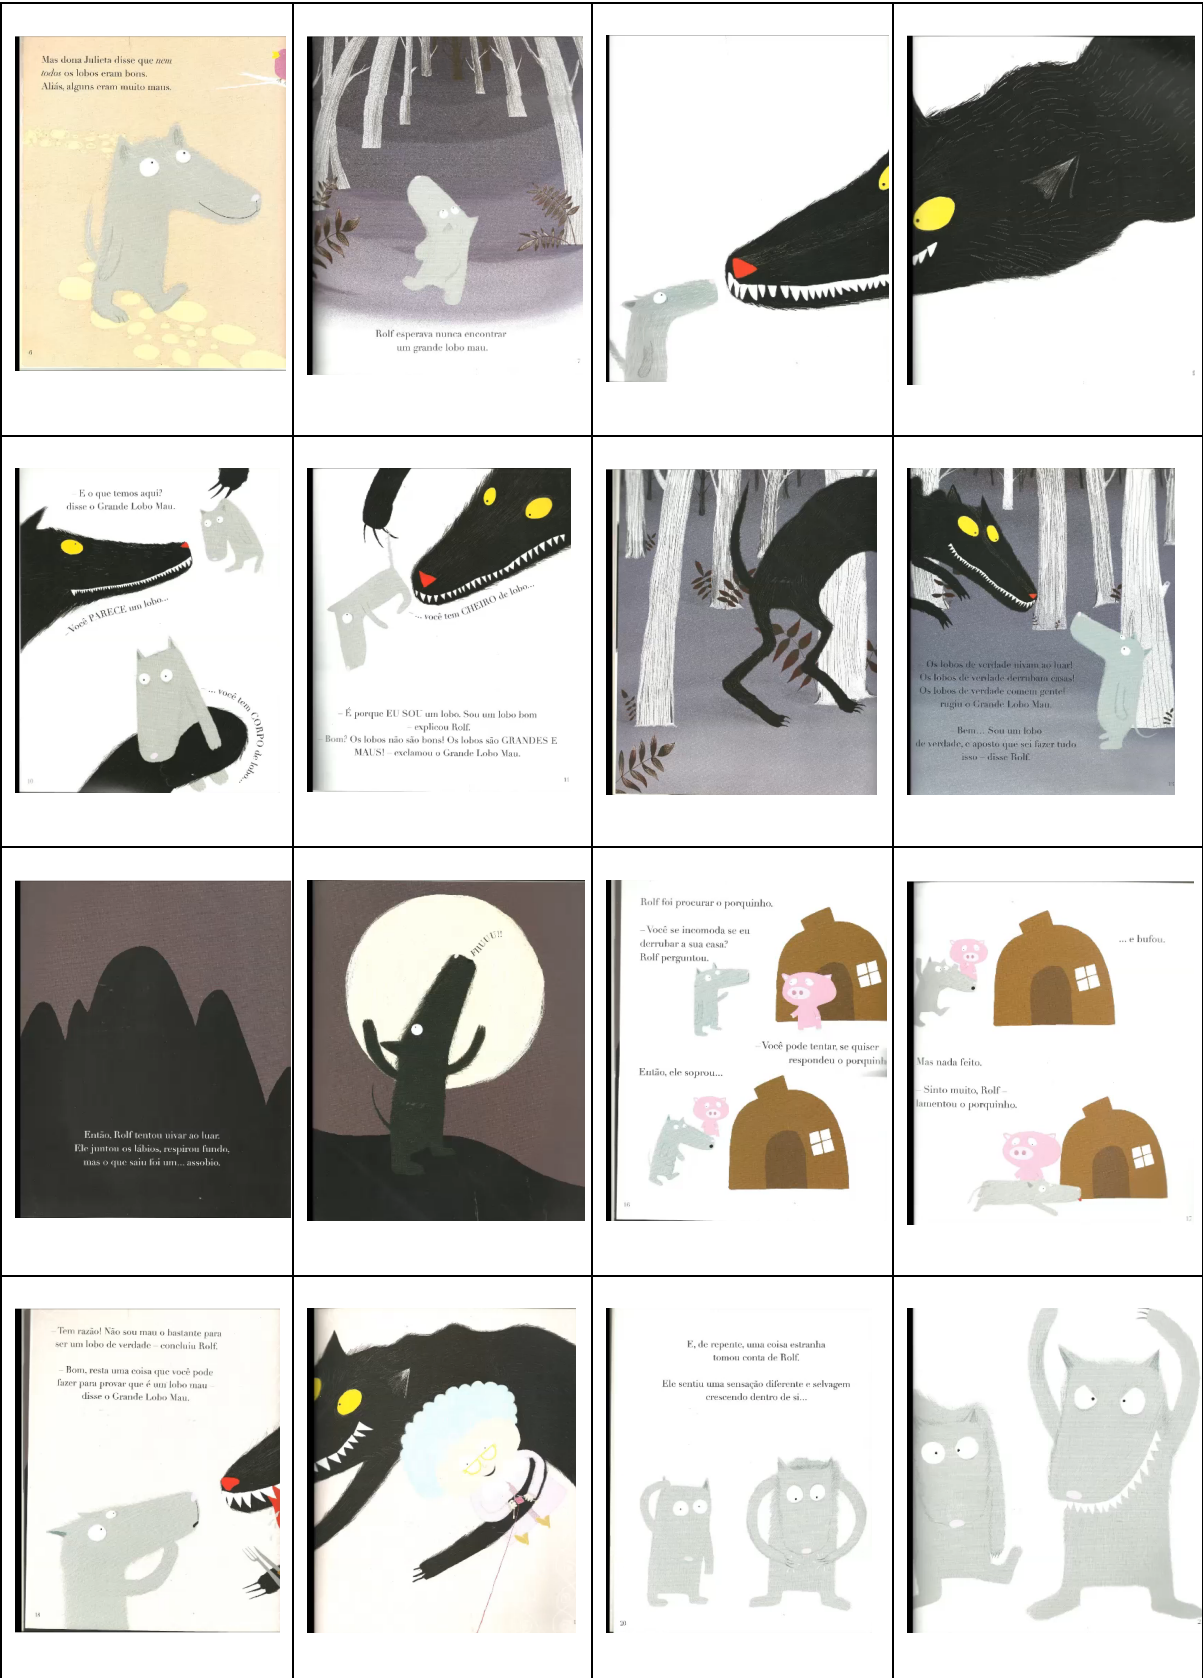 Mas dona Julieta disse que nem
todos os lobos eram bons.
Aliás, alguns eram muito maus.
6
Rolf esperava nunca encontrar
um grande lobo mau.
7
– E o que temos aqui?
disse o Grande Lobo Mau.
–Você PARECE um lobo...
... você tem CORPO de lobo...
10
... você tem CHEIRO de lobo...
– É porque EU SOU um lobo. Sou um lobo bom
– explicou Rolf.
– Bom? Os lobos não são bons! Os lobos são GRANDES E
MAUS! – exclamou o Grande Lobo Mau.
11
– Os lobos de verdade uivam ao luar!
Os lobos de verdade derrubam casas!
Os lobos de verdade comem gente!
rugiu o Grande Lobo Mau.
– Bem... Sou um lobo
de verdade, e aposto que sei fazer tudo
isso – disse Rolf.
13
Então, Rolf tentou uivar ao luar.
Ele juntou os lábios, respirou fundo,
mas o que saiu foi um... assobio.
Rolf foi procurar o porquinho.
– Você se incomoda se eu
derrubar a sua casa?
Rolf perguntou.
– Você pode tentar, se quiser
respondeu o porquinh
Então, ele soprou...
16
... e bufou.
Mas nada feito.
– Sinto muito, Rolf –
lamentou o porquinho.
17
– Tem razão! Não sou mau o bastante para
ser um lobo de verdade – concluiu Rolf.
– Bom, resta uma coisa que você pode
fazer para provar que é um lobo mau –
disse o Grande Lobo Mau.
18
E, de repente, uma coisa estranha
tomou conta de Rolf.
Ele sentiu uma sensação diferente e selvagem
crescendo dentro de si...
20